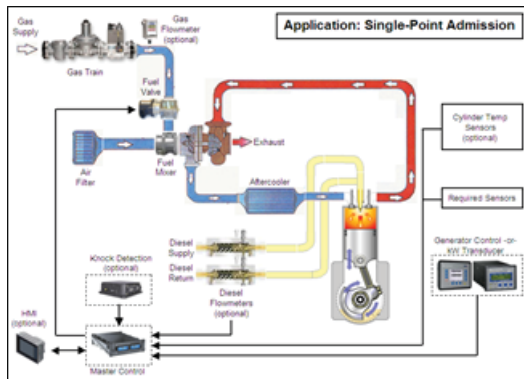 Application: Single-Point Admission
Gas
Supply
Gas Train
Gas
Flowmeter
(optional)
Fuel
Valve
Air
Filter
Fuel
Mixer
Exhaust
Aftercooler
Cylinder Temp
Sensors
(optional)
Required Sensors
Generator Control -or-
kW Transducer
Diesel
Supply
Diesel
Return
Diesel
Flowmeters
(optional)
Knock Detection
(optional)
HMI
(optional)
Master Control